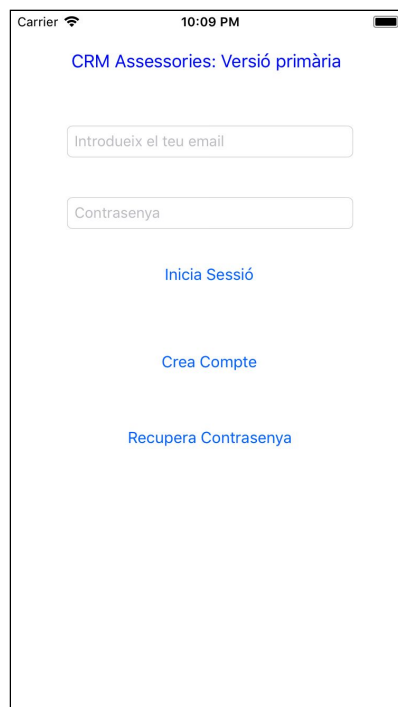 Carrier 10:09 PM
CRM Assessories: Versió primària
Introdueix el teu email
Contrasenya
Inicia Sessió
Crea Compte
Recupera Contrasenya